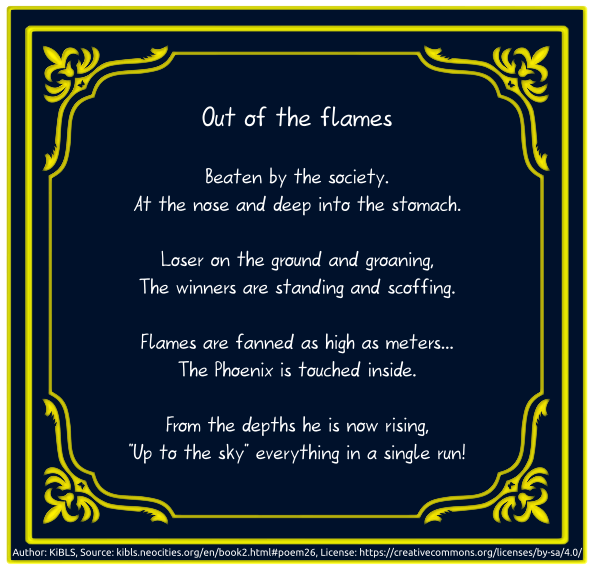 Out of the flames
Beaten by the society.
At the nose and deep into the stomach.
Loser on the ground and groaning,
The winners are standing and scoffing.
Flames are fanned as high as meters...
The Phoenix is touched inside.
From the depths he is now rising,
"Up to the sky" everything in a single run!
Author: KiBLS, Source: kibls.neocities.org/en/book2.html#poem26, License: https://creativecommons.org/licenses/by-sa/4.0/